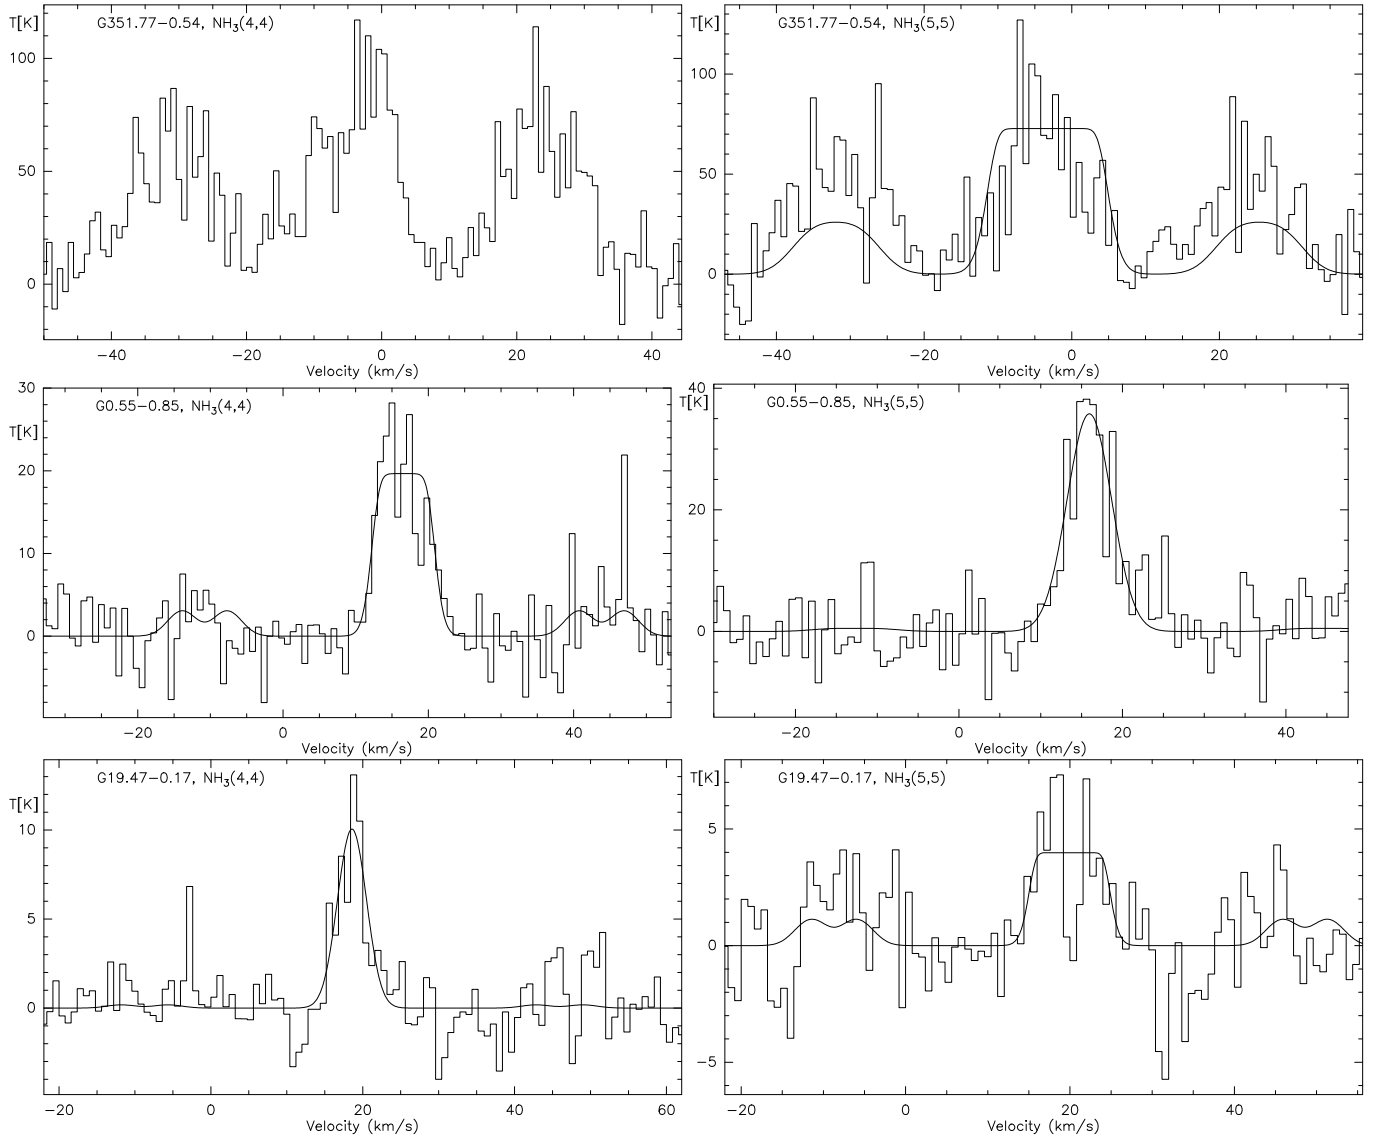 T[K]
G351.77−0.54, NH₃(4,4)
100
50
0
−40 −20 0 20 40
Velocity (km/s)
T[K]
G351.77−0.54, NH₃(5,5)
100
50
0
−40 −20 0 20
Velocity (km/s)
30
G0.55−0.85, NH₃(4,4)
T[K]
20
10
0
−20 0 20 40
Velocity (km/s)
40
T[K]
G0.55−0.85, NH₃(5,5)
20
0
−20 0 20 40
Velocity (km/s)
G19.47−0.17, NH₃(4,4)
T[K]
10
5
0
−20 0 20 40 60
Velocity (km/s)
T[K]
G19.47−0.17, NH₃(5,5)
5
0
−5
−20 0 20 40
Velocity (km/s)